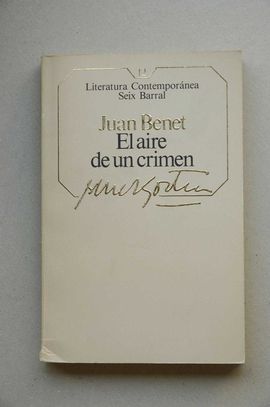 Literatura Contemporánea
Seix Barral
Juan Benet
El aire
de un crimen